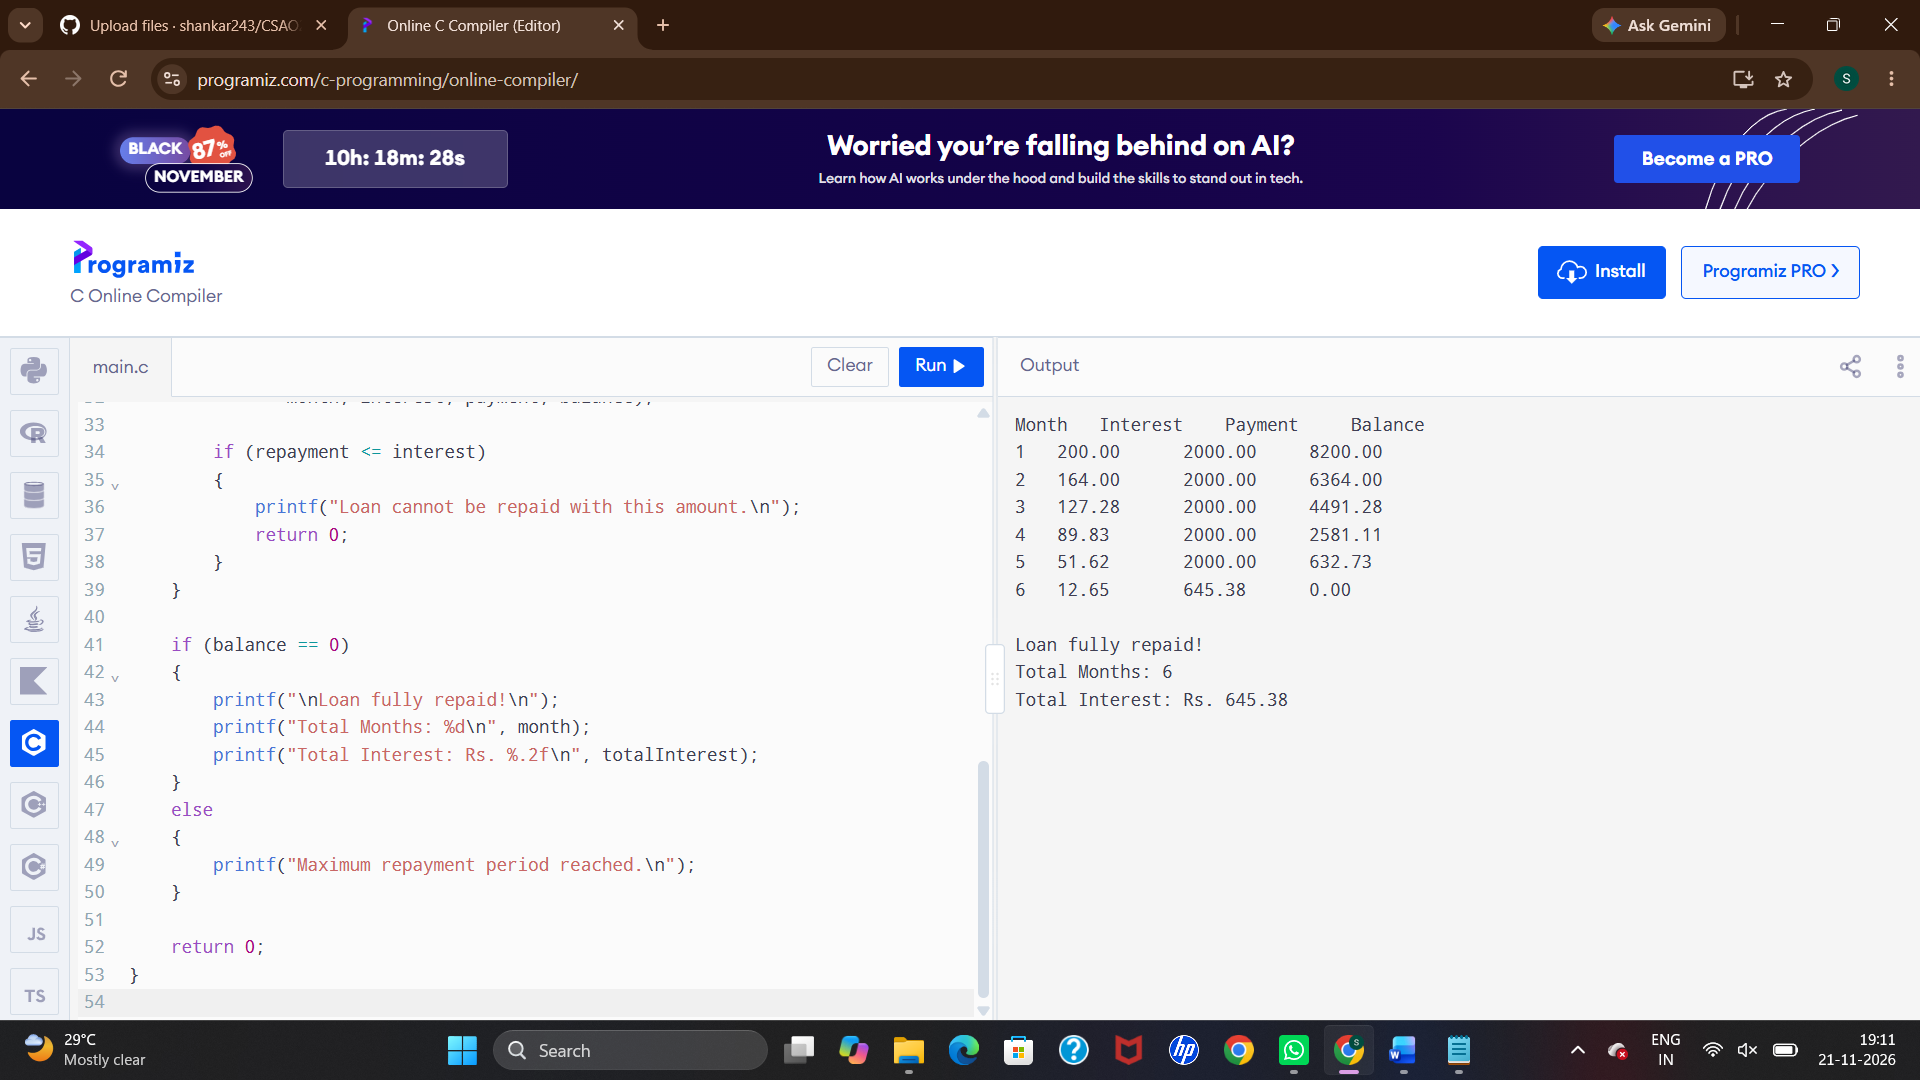 Upload files · shankar243/CSAO
Online C Compiler (Editor)
Ask Gemini
programiz.com/c-programming/online-compiler/
S
BLACK 87% OFF
NOVEMBER
10h: 18m: 28s
Worried you're falling behind on AI?
Learn how AI works under the hood and build the skills to stand out in tech.
Become a PRO
Programiz
C Online Compiler
Install
Programiz PRO
main.c
Clear
Run
Output
32 month, interest, payment, balance);
33
34 if (repayment <= interest)
35 {
36 printf("Loan cannot be repaid with this amount.\n");
37 return 0;
38 }
39 }
40
41 if (balance == 0)
42 {
43 printf("\nLoan fully repaid!\n");
44 printf("Total Months: %d\n", month);
45 printf("Total Interest: Rs. %.2f\n", totalInterest);
46 }
47 else
48 {
49 printf("Maximum repayment period reached.\n");
50 }
51
52 return 0;
53 }
54
Month Interest Payment Balance
1 200.00 2000.00 8200.00
2 164.00 2000.00 6364.00
3 127.28 2000.00 4491.28
4 89.83 2000.00 2581.11
5 51.62 2000.00 632.73
6 12.65 645.38 0.00
Loan fully repaid!
Total Months: 6
Total Interest: Rs. 645.38
R
5
C
JS
TS
29°C
Mostly clear
Search
hp
W
S
ENG
IN
19:11
21-11-2026